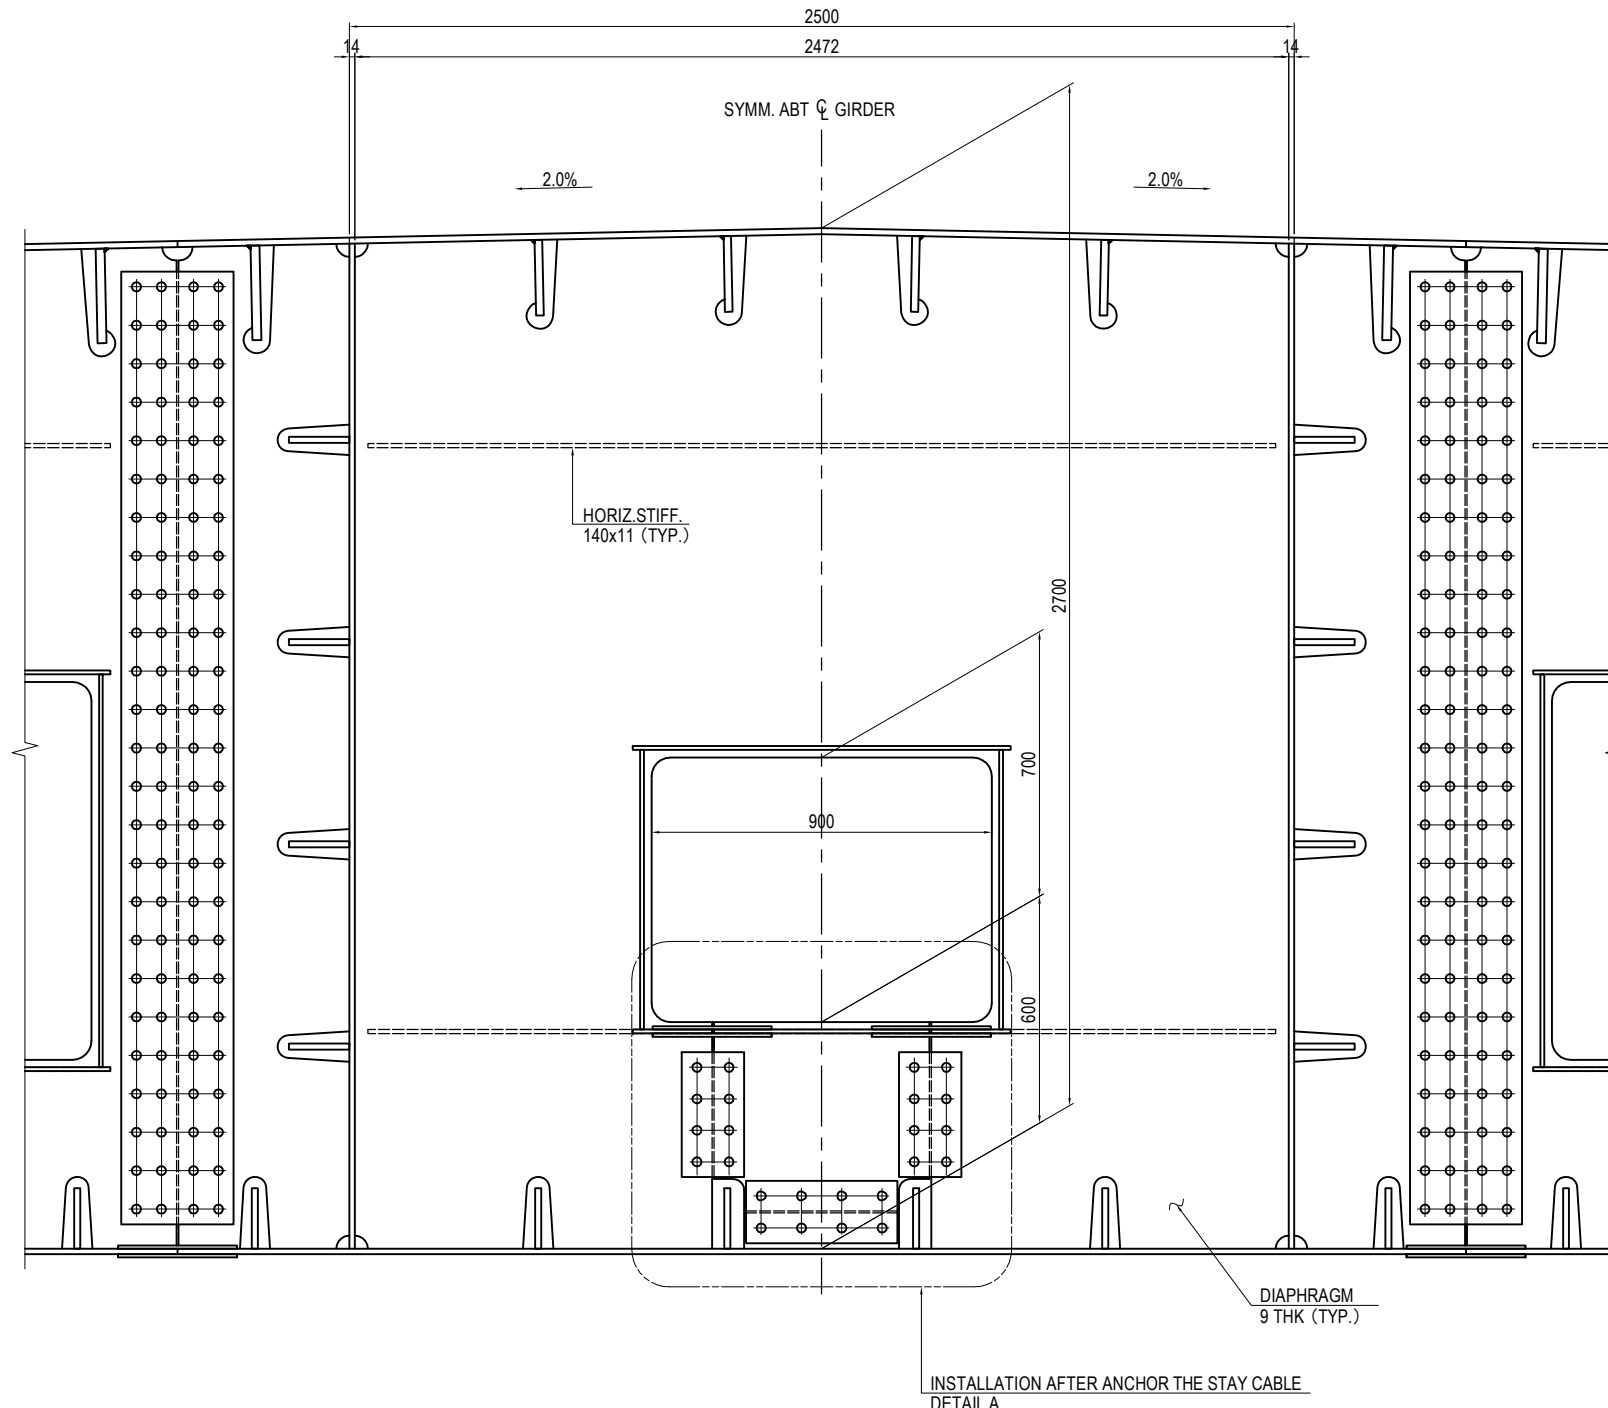 2500
14 2472 14
SYMM. ABT ℄ GIRDER
2.0% 2.0%
HORIZ.STIFF.
140x11 (TYP.)
2700
700
900
600
DIAPHRAGM
9 THK (TYP.)
INSTALLATION AFTER ANCHOR THE STAY CABLE
DETAIL A